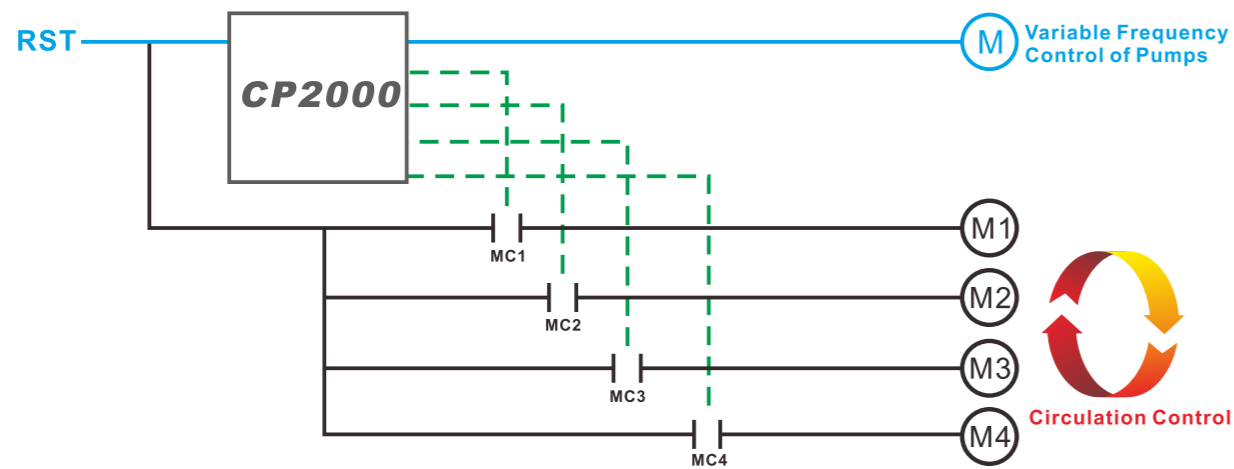 RST
CP2000
M
Variable Frequency
Control of Pumps
MC1
M1
MC2
M2
MC3
M3
MC4
M4
Circulation Control